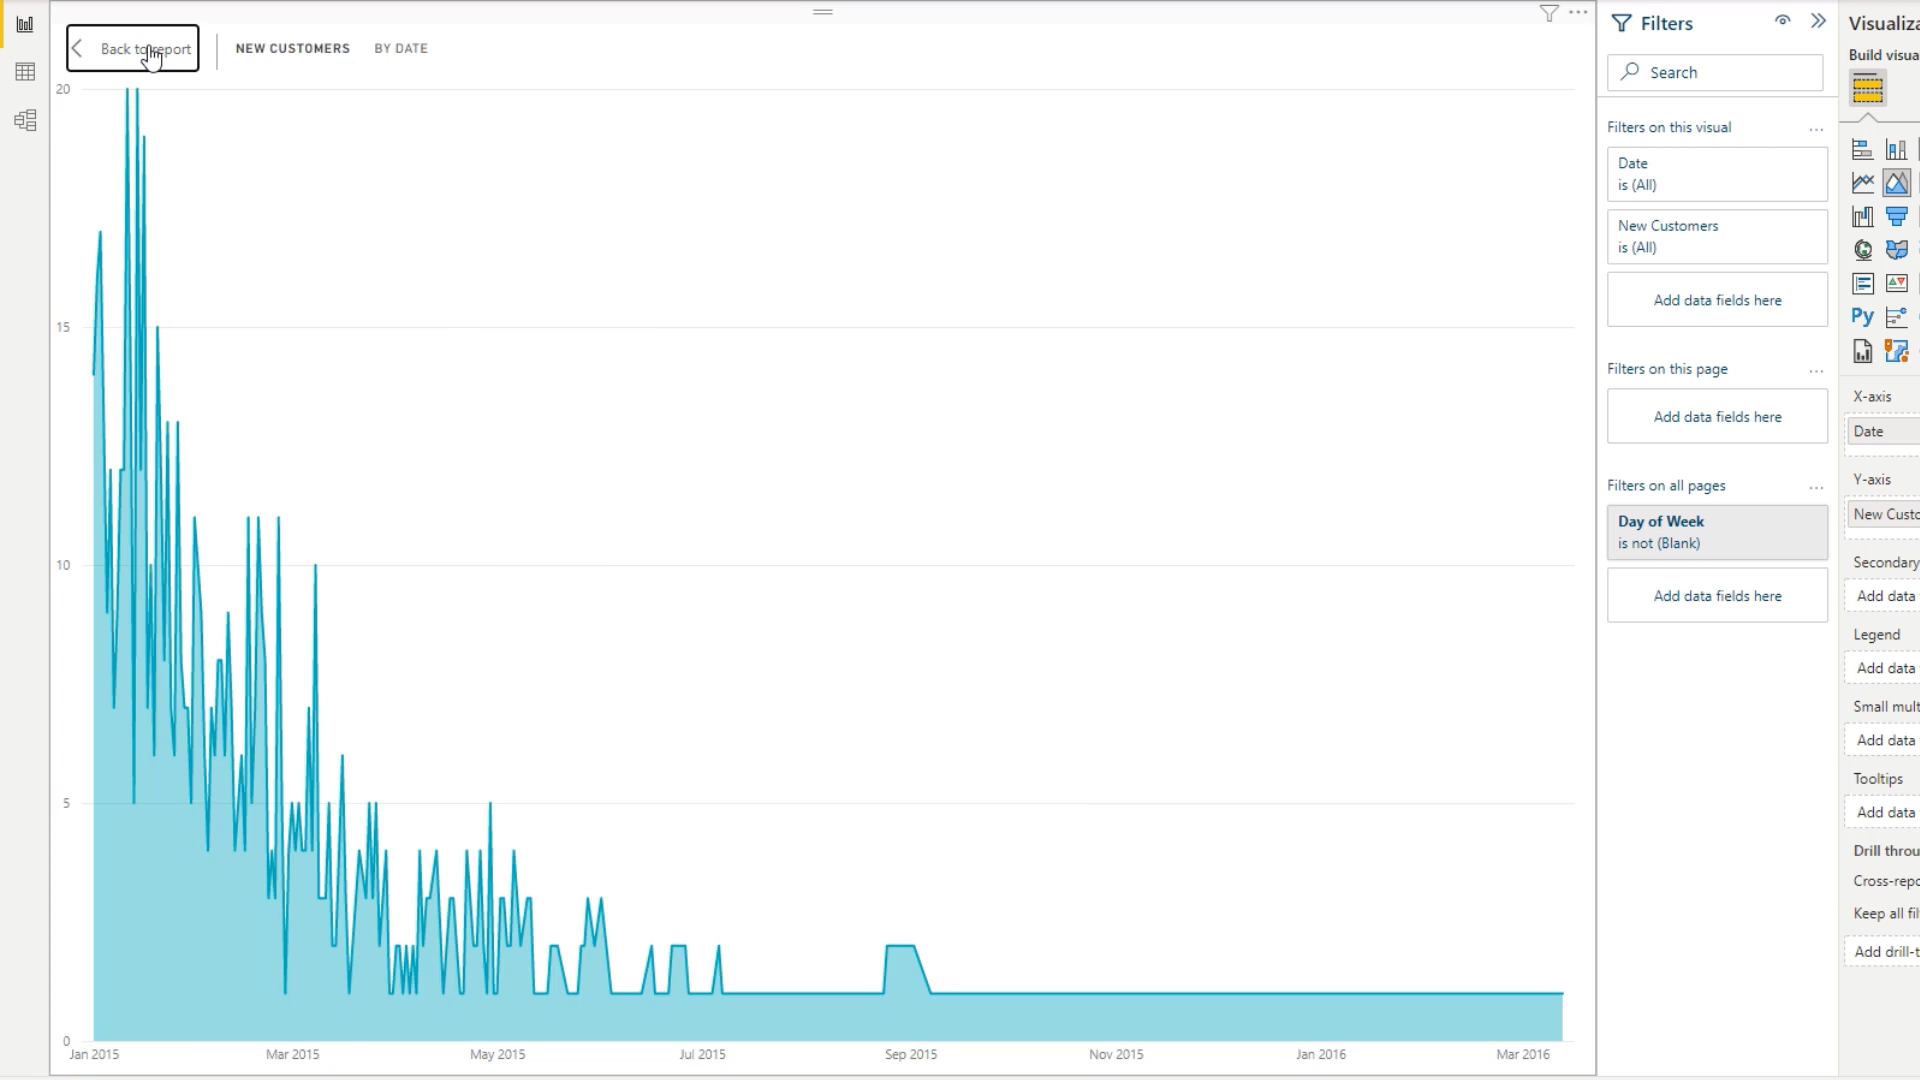 Back to report
NEW CUSTOMERS BY DATE
20
15
10
5
0
Jan 2015 Mar 2015 May 2015 Jul 2015 Sep 2015 Nov 2015 Jan 2016 Mar 2016
Filters
Search
Filters on this visual
Date
is (All)
New Customers
is (All)
Add data fields here
Filters on this page
Add data fields here
Filters on all pages
Day of Week
is not (Blank)
Add data fields here
Visualiza
Build visua
Py
X-axis
Date
Y-axis
New Custo
Secondary
Add data
Legend
Add data
Small mult
Add data
Tooltips
Add data
Drill throu
Cross-repo
Keep all fil
Add drill-t